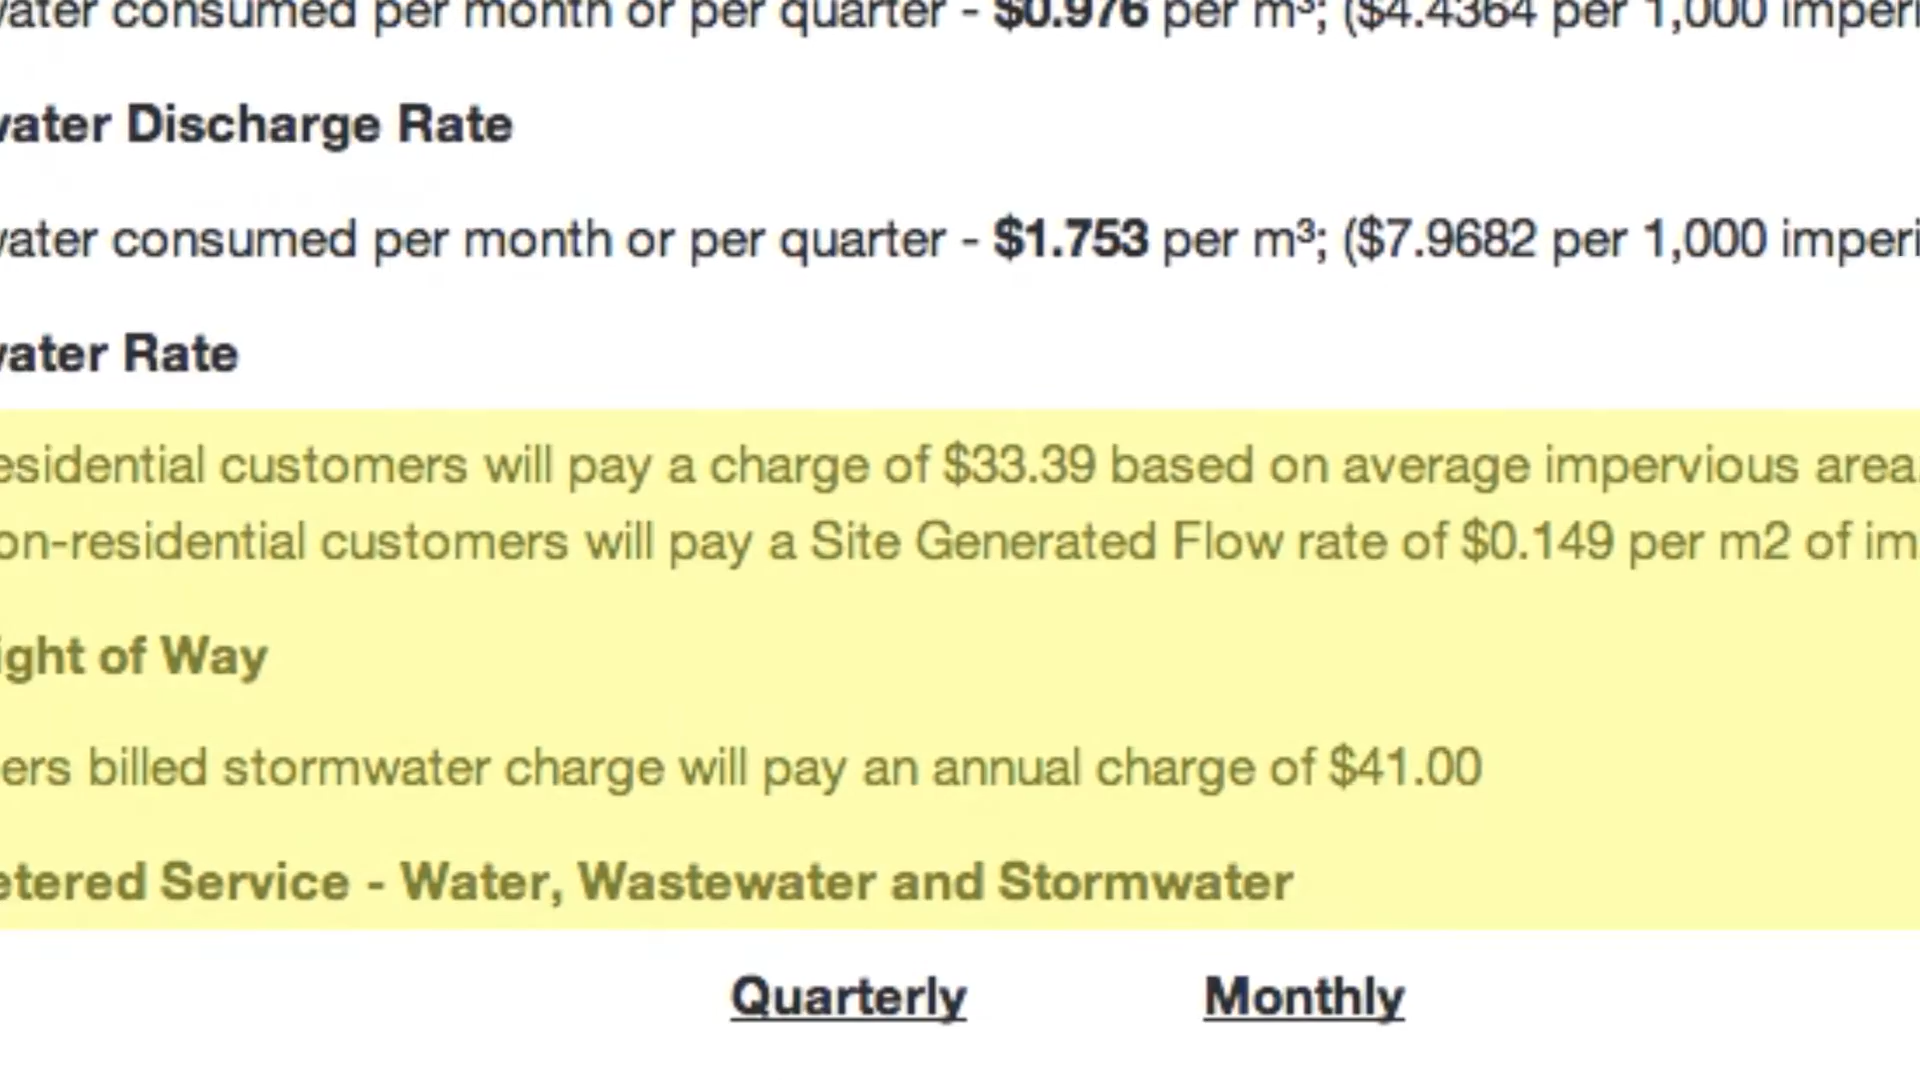 ater consumed per month or per quarter - $0.976 per m³; ($4.4364 per 1,000 imperi
vater Discharge Rate
vater consumed per month or per quarter - $1.753 per m³; ($7.9682 per 1,000 imperi
vater Rate
esidential customers will pay a charge of $33.39 based on average impervious area.
on-residential customers will pay a Site Generated Flow rate of $0.149 per m2 of im
ight of Way
ers billed stormwater charge will pay an annual charge of $41.00
etered Service - Water, Wastewater and Stormwater
Quarterly Monthly